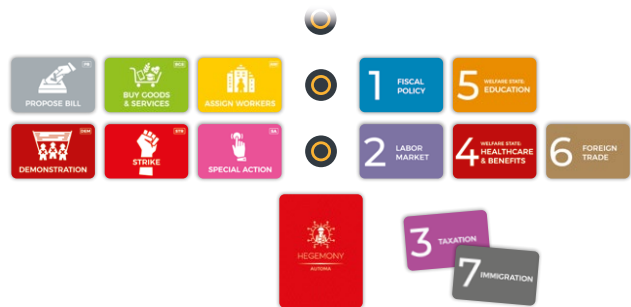 PROPOSE BILL
BUY GOODS
& SERVICES
ASSIGN WORKERS
1 FISCAL
POLICY
5 WELFARE STATE:
EDUCATION
DEMONSTRATION
STRIKE
SPECIAL ACTION
2 LABOR
MARKET
4 WELFARE STATE:
HEALTHCARE
& BENEFITS
6 FOREIGN
TRADE
HEGEMONY
AUTOMA
3 TAXATION
7 IMMIGRATION